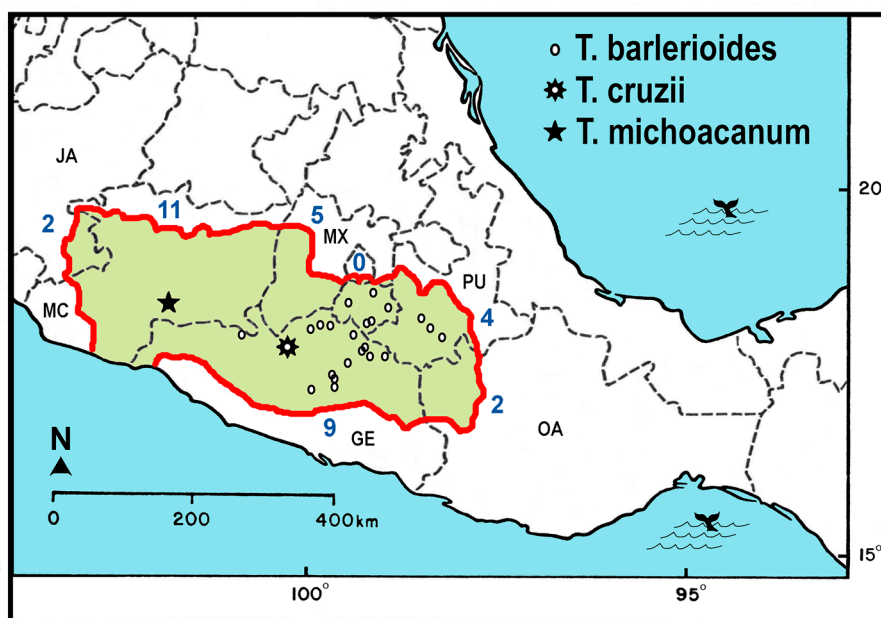 T. barlerioides
T. cruzii
T. michoacanum
JA
20
11
2
5
MX
0
PU
MC
4
2
9
GE
OA
N
0 200 400km
15°
100° 95°